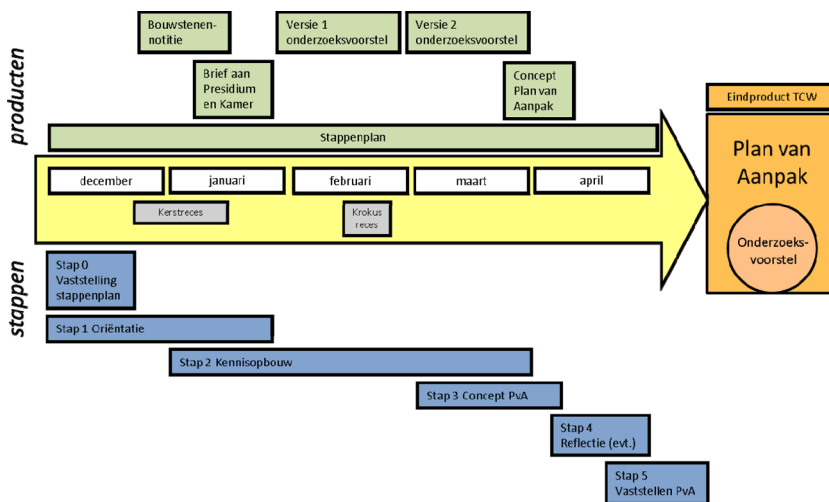 producten
Bouwstenen-
notitie
Versie 1
onderzoeksvoorstel
Versie 2
onderzoeksvoorstel
Brief aan
Presidium
en Kamer
Concept
Plan van
Aanpak
Stappenplan
Eindproduct TCW
Plan van
Aanpak
Onderzoeks-
voorstel
december
januari
februari
maart
april
Kerstreces
Krokus
reces
stappen
Stap 0
Vaststelling
stappenplan
Stap 1 Oriëntatie
Stap 2 Kennisopbouw
Stap 3 Concept PvA
Stap 4
Reflectie (evt.)
Stap 5
Vaststellen PvA